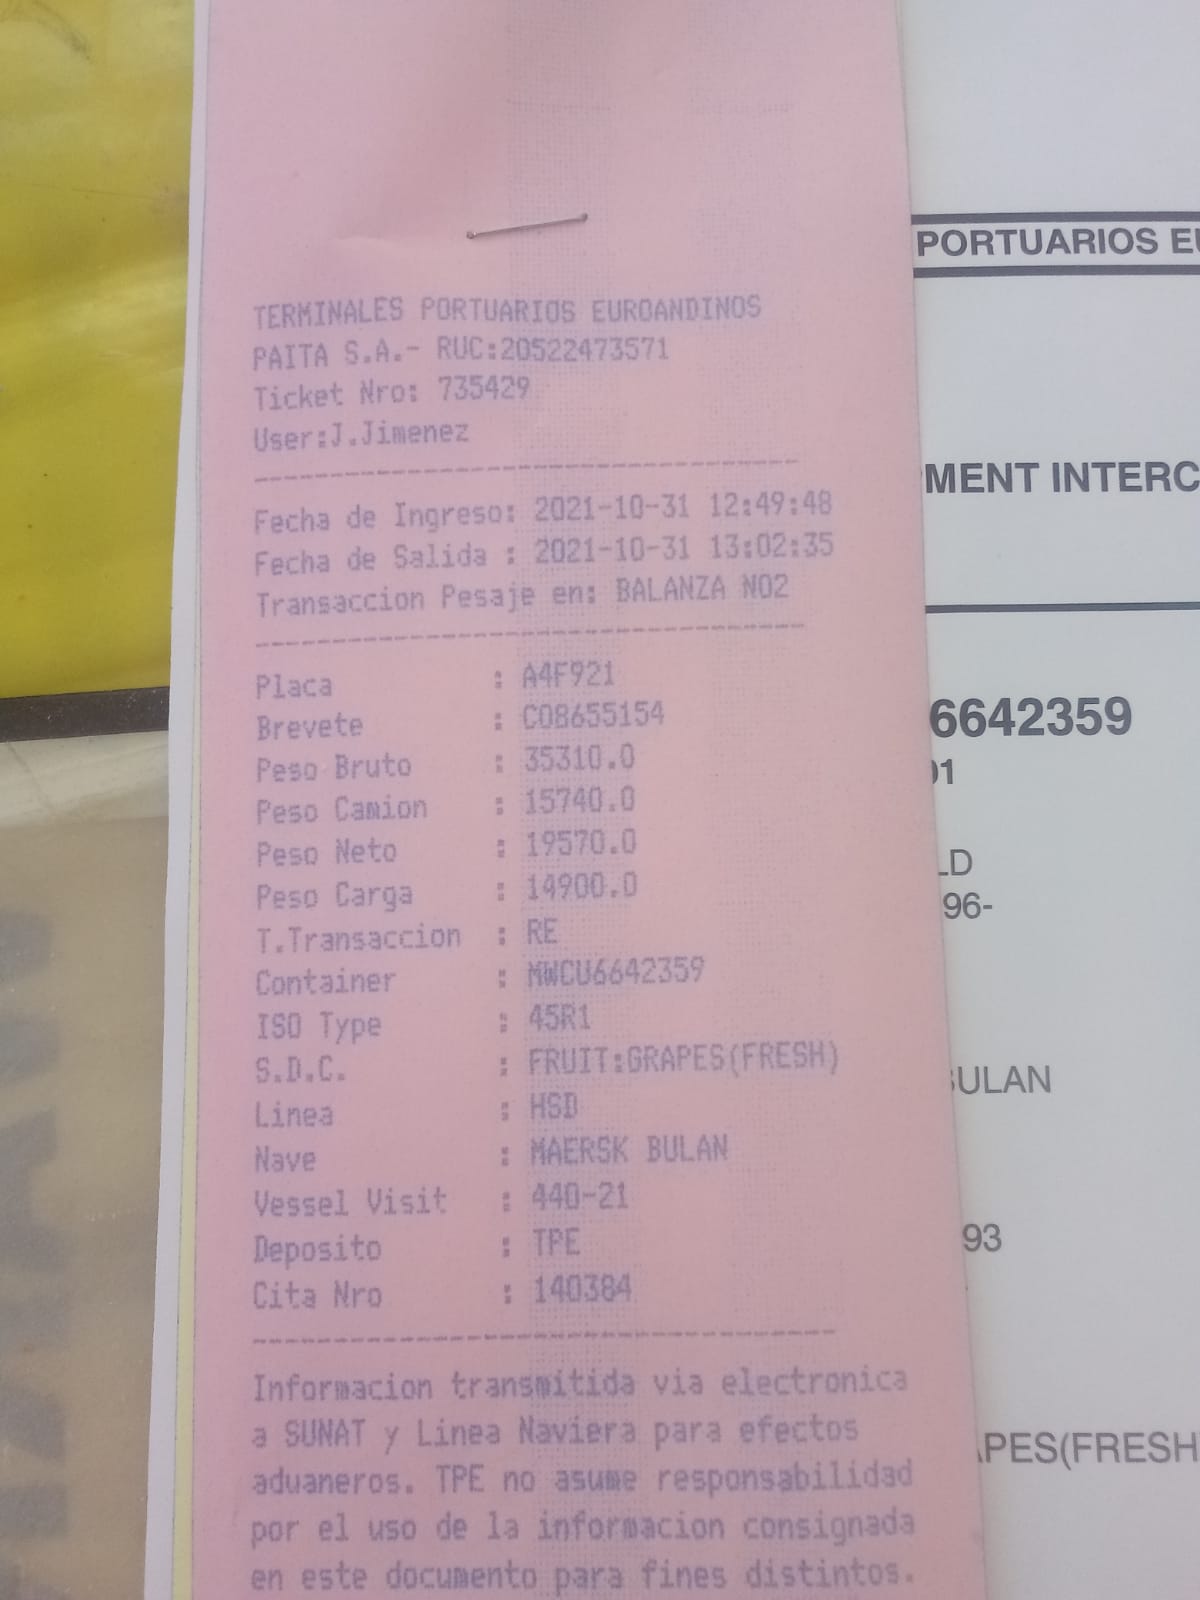 TERMINALES PORTUARIOS EUROANDINOS
PAITA S.A.- RUC:20522473571
Ticket Nro: 735429
User:J.Jimenez
Fecha de Ingreso: 2021-10-31 12:49:48
Fecha de Salida : 2021-10-31 13:02:35
Transaccion Pesaje en: BALANZA NO2
Placa : A4F921
Brevete : C08655154
Peso Bruto : 35310.0
Peso Camion : 15740.0
Peso Neto : 19570.0
Peso Carga : 14900.0
T.Transaccion : RE
Container : MWCU6642359
ISO Type : 45R1
S.D.C. : FRUIT:GRAPES(FRESH)
Linea : HSD
Nave : MAERSK BULAN
Vessel Visit : 440-21
Deposito : TPE
Cita Nro : 140384
Informacion transmitida via electronica
a SUNAT y Linea Naviera para efectos
aduaneros. TPE no asume responsabilidad
por el uso de la informacion consignada
en este documento para fines distintos.
PORTUARIOS EU
MENT INTERC
6642359
01
LD
96-
ULAN
93
APES(FRESH